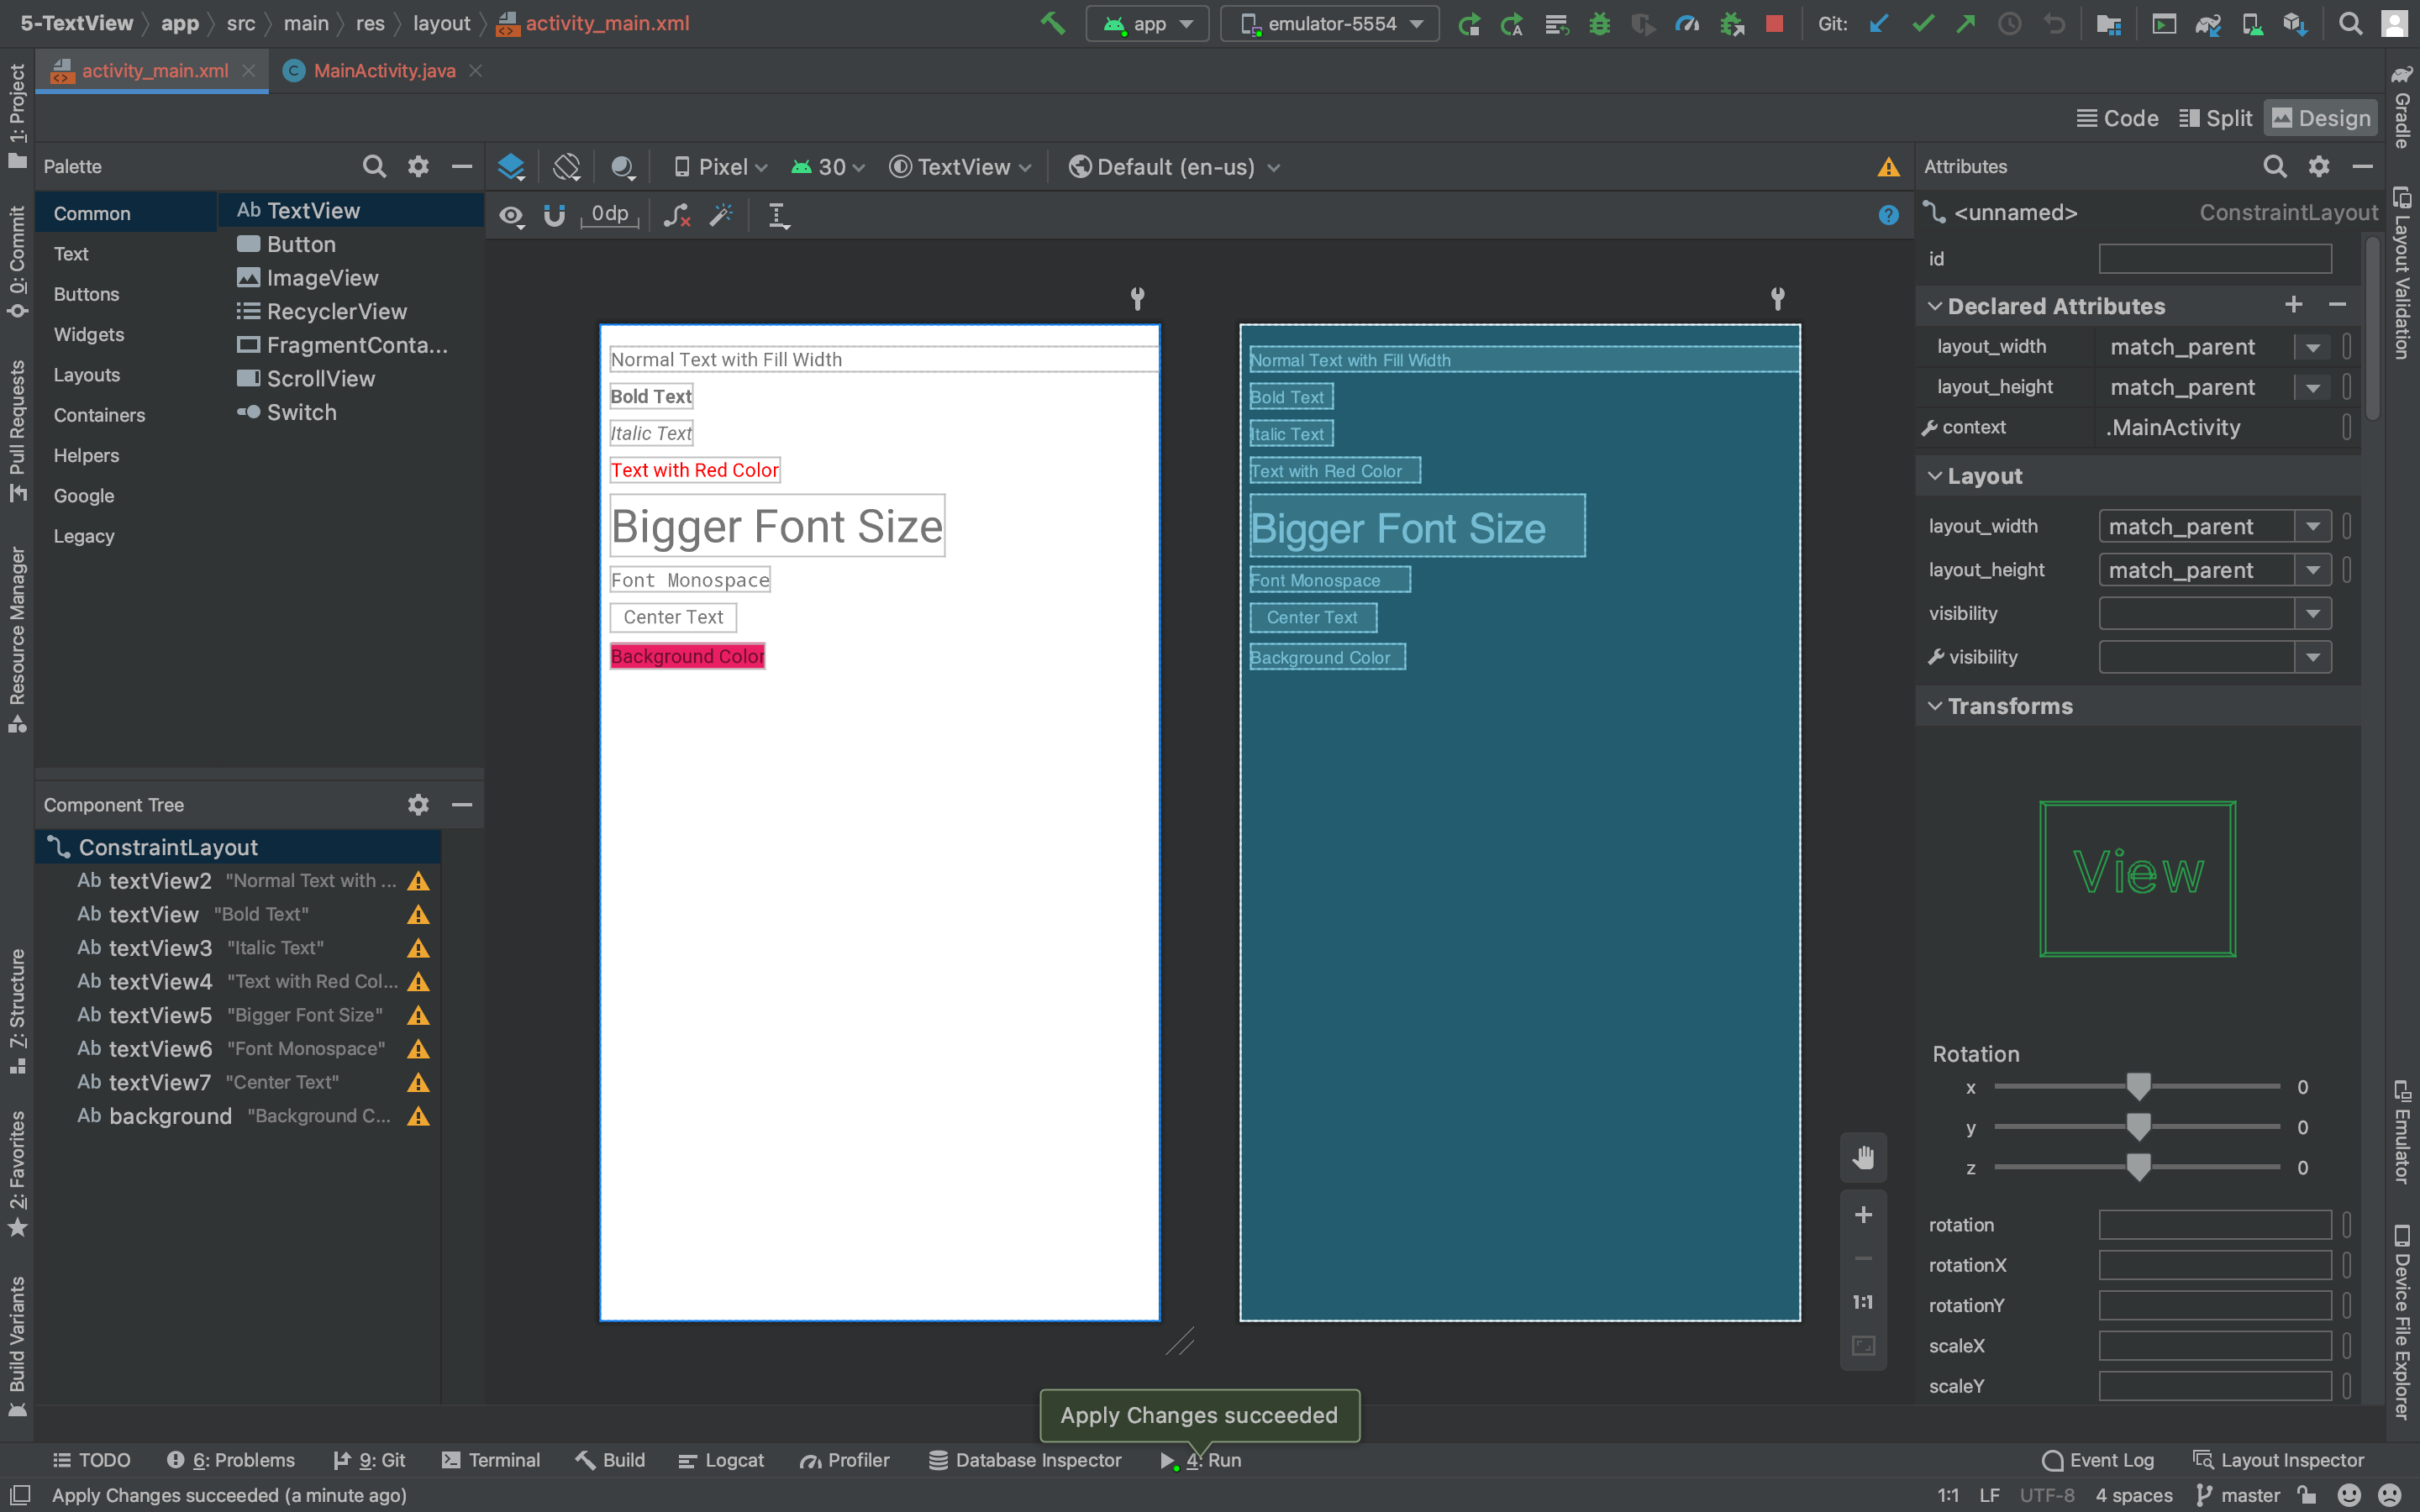 5-TextView app src main res layout activity_main.xml app emulator-5554 Git:
activity_main.xml MainActivity.java
Code Split Design
Palette
Common
Text
Buttons
Widgets
Layouts
Containers
Helpers
Google
Legacy
Ab TextView
Button
ImageView
RecyclerView
FragmentConta...
ScrollView
Switch
Pixel 30 TextView Default (en-us)
0dp
Normal Text with Fill Width
Bold Text
Italic Text
Text with Red Color
Bigger Font Size
Font Monospace
Center Text
Background Color
Normal Text with Fill Width
Bold Text
Italic Text
Text with Red Color
Bigger Font Size
Font Monospace
Center Text
Background Color
1:1
Component Tree
ConstraintLayout
Ab textView2 "Normal Text with ...
Ab textView "Bold Text"
Ab textView3 "Italic Text"
Ab textView4 "Text with Red Col...
Ab textView5 "Bigger Font Size"
Ab textView6 "Font Monospace"
Ab textView7 "Center Text"
Ab background "Background C...
Attributes
<unnamed> ConstraintLayout
id
Declared Attributes
layout_width match_parent
layout_height match_parent
context .MainActivity
Layout
layout_width match_parent
layout_height match_parent
visibility
visibility
Transforms
View
Rotation
x 0
y 0
z 0
rotation
rotationX
rotationY
scaleX
scaleY
1: Project
0: Commit
Pull Requests
Resource Manager
7: Structure
2: Favorites
Build Variants
Gradle
Layout Validation
Emulator
Device File Explorer
Apply Changes succeeded
TODO 6: Problems 9: Git Terminal Build Logcat Profiler Database Inspector 4: Run Event Log Layout Inspector
Apply Changes succeeded (a minute ago) 1:1 LF UTF-8 4 spaces master